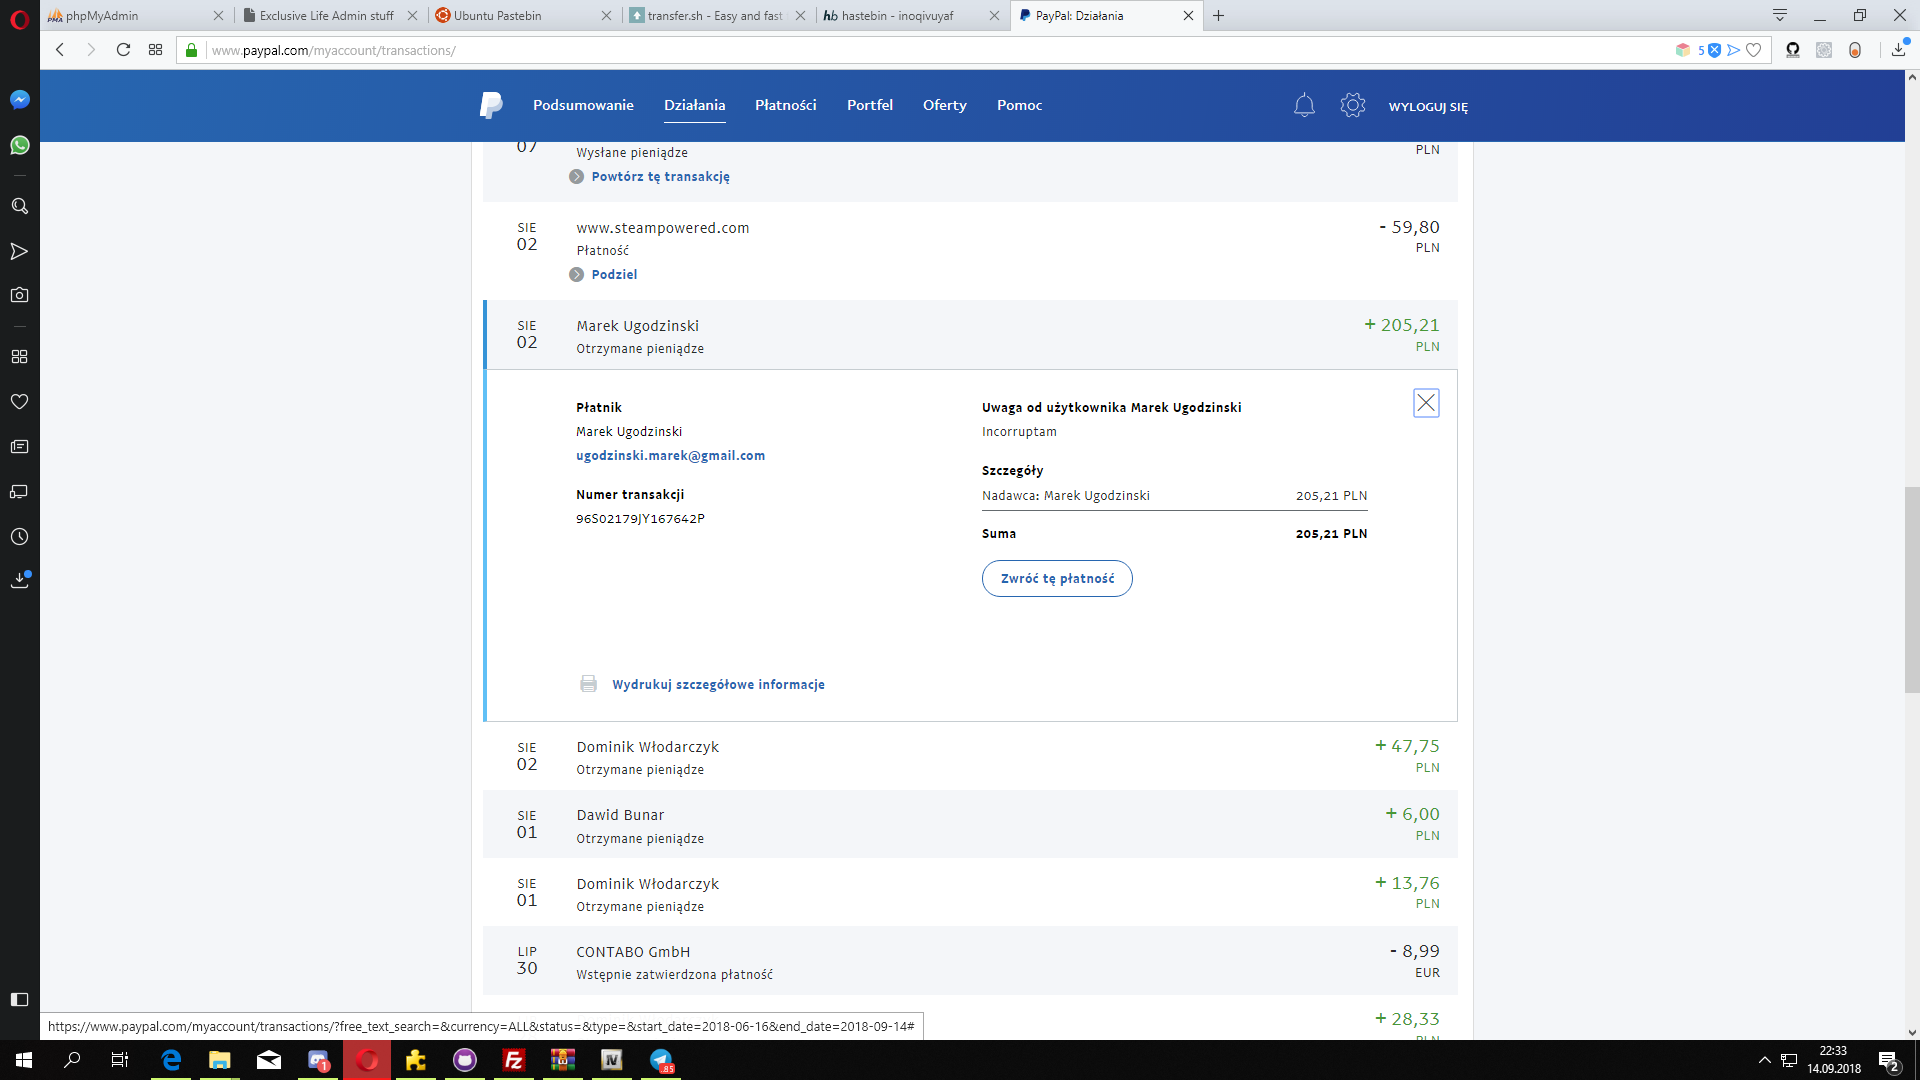 phpMyAdmin
Exclusive Life Admin stuff
Ubuntu Pastebin
transfer.sh - Easy and fast
hastebin - inoqivuyaf
PayPal: Działania
www.paypal.com/myaccount/transactions/
5
Podsumowanie
Działania
Płatności
Portfel
Oferty
Pomoc
WYLOGUJ SIĘ
07
Wysłane pieniądze
PLN
Powtórz tę transakcję
SIE
02
www.steampowered.com
Płatność
Podziel
- 59,80
PLN
SIE
02
Marek Ugodzinski
Otrzymane pieniądze
+ 205,21
PLN
Płatnik
Marek Ugodzinski
ugodzinski.marek@gmail.com
Numer transakcji
96S02179JY167642P
Uwaga od użytkownika Marek Ugodzinski
Incorruptam
Szczegóły
Nadawca: Marek Ugodzinski 205,21 PLN
Suma 205,21 PLN
Zwróć tę płatność
Wydrukuj szczegółowe informacje
SIE
02
Dominik Włodarczyk
Otrzymane pieniądze
+ 47,75
PLN
SIE
01
Dawid Bunar
Otrzymane pieniądze
+ 6,00
PLN
SIE
01
Dominik Włodarczyk
Otrzymane pieniądze
+ 13,76
PLN
LIP
30
CONTABO GmbH
Wstępnie zatwierdzona płatność
- 8,99
EUR
+ 28,33
PLN
https://www.paypal.com/myaccount/transactions/?free_text_search=&currency=ALL&status=&type=&start_date=2018-06-16&end_date=2018-09-14#
1
85
22:33
14.09.2018
2